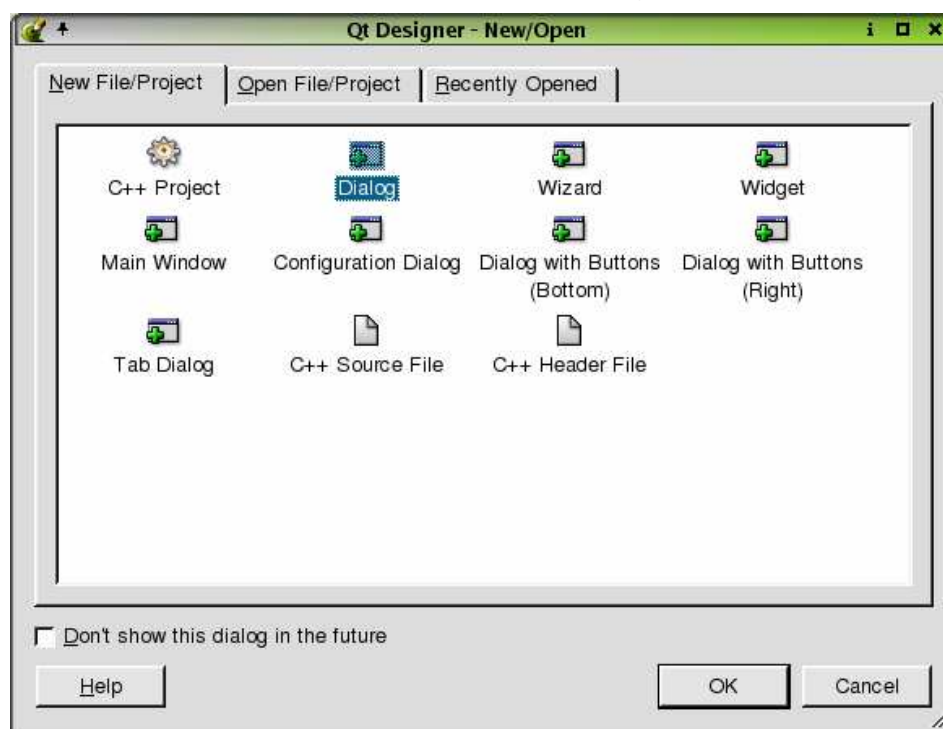 Qt Designer - New/Open
New File/Project
Open File/Project
Recently Opened
C++ Project
Dialog
Wizard
Widget
Main Window
Configuration Dialog
Dialog with Buttons
(Bottom)
Dialog with Buttons
(Right)
Tab Dialog
C++ Source File
C++ Header File
Don't show this dialog in the future
Help
OK
Cancel